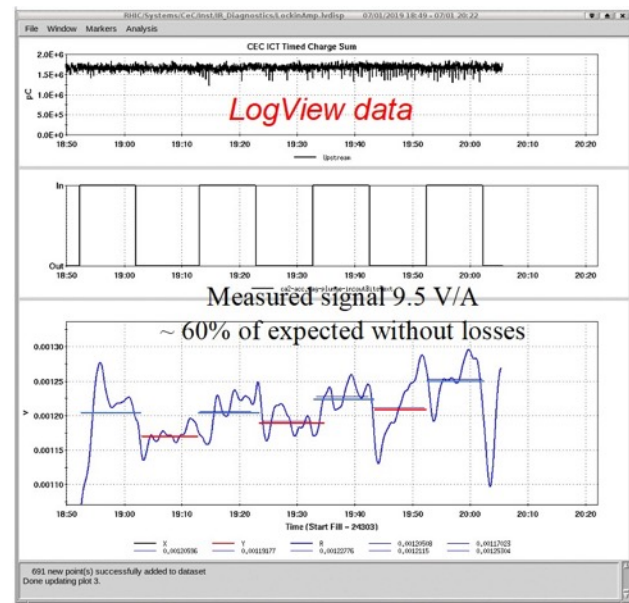 RHIC/Systems/CeC/Inst/IR_Diagnostics/LockinAmp.lvdisp 07/01/2019 18:49 - 07/01 20:22
File Window Markers Analysis
CEC ICT Timed Charge Sum
2.0E+6
1.5E+6
1.0E+6
5.0E+5
0.0E+0
pC
LogView data
18:50 19:00 19:10 19:20 19:30 19:40 19:50 20:00 20:10 20:20
Upstream
In
Out
18:50 19:00 19:10 19:20 19:30 19:40 19:50 20:00 20:10 20:20
Measured signal 9.5 V/A
~ 60% of expected without losses
0.00130
0.00125
0.00120
0.00115
0.00110
V
18:50 19:00 19:10 19:20 19:30 19:40 19:50 20:00 20:10 20:20
Time (Start Fill = 24303)
X Y R 0,00120508 0,00117023
0,00120596 0,00119177 0,00122776 0,0012115 0,00125304
691 new point(s) successfully added to dataset
Done updating plot 3.